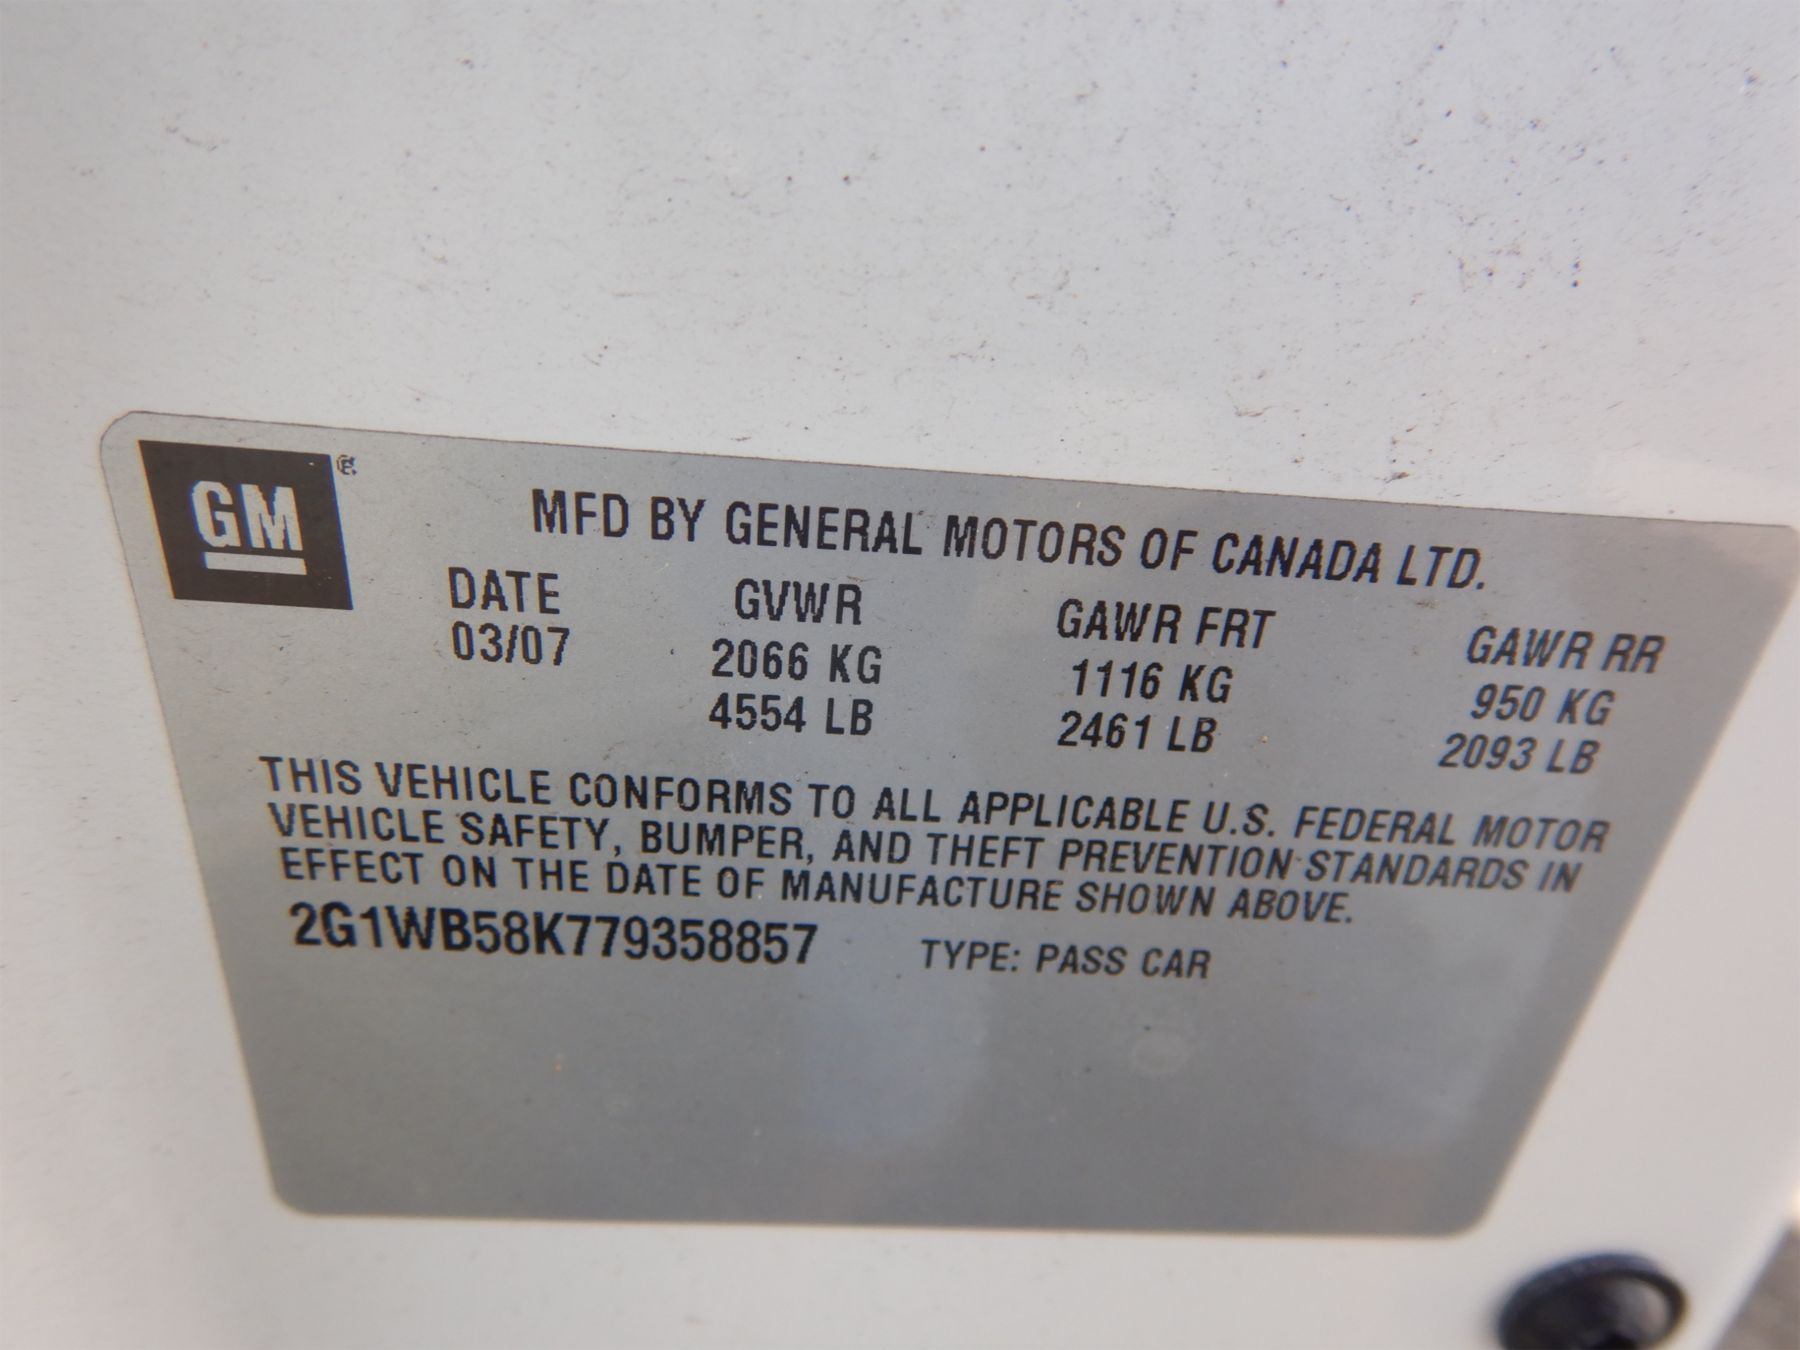 GM®
MFD BY GENERAL MOTORS OF CANADA LTD.
DATE GVWR GAWR FRT GAWR RR
03/07 2066 KG 1116 KG 950 KG
4554 LB 2461 LB 2093 LB
THIS VEHICLE CONFORMS TO ALL APPLICABLE U.S. FEDERAL MOTOR
VEHICLE SAFETY, BUMPER, AND THEFT PREVENTION STANDARDS IN
EFFECT ON THE DATE OF MANUFACTURE SHOWN ABOVE.
2G1WB58K779358857 TYPE: PASS CAR